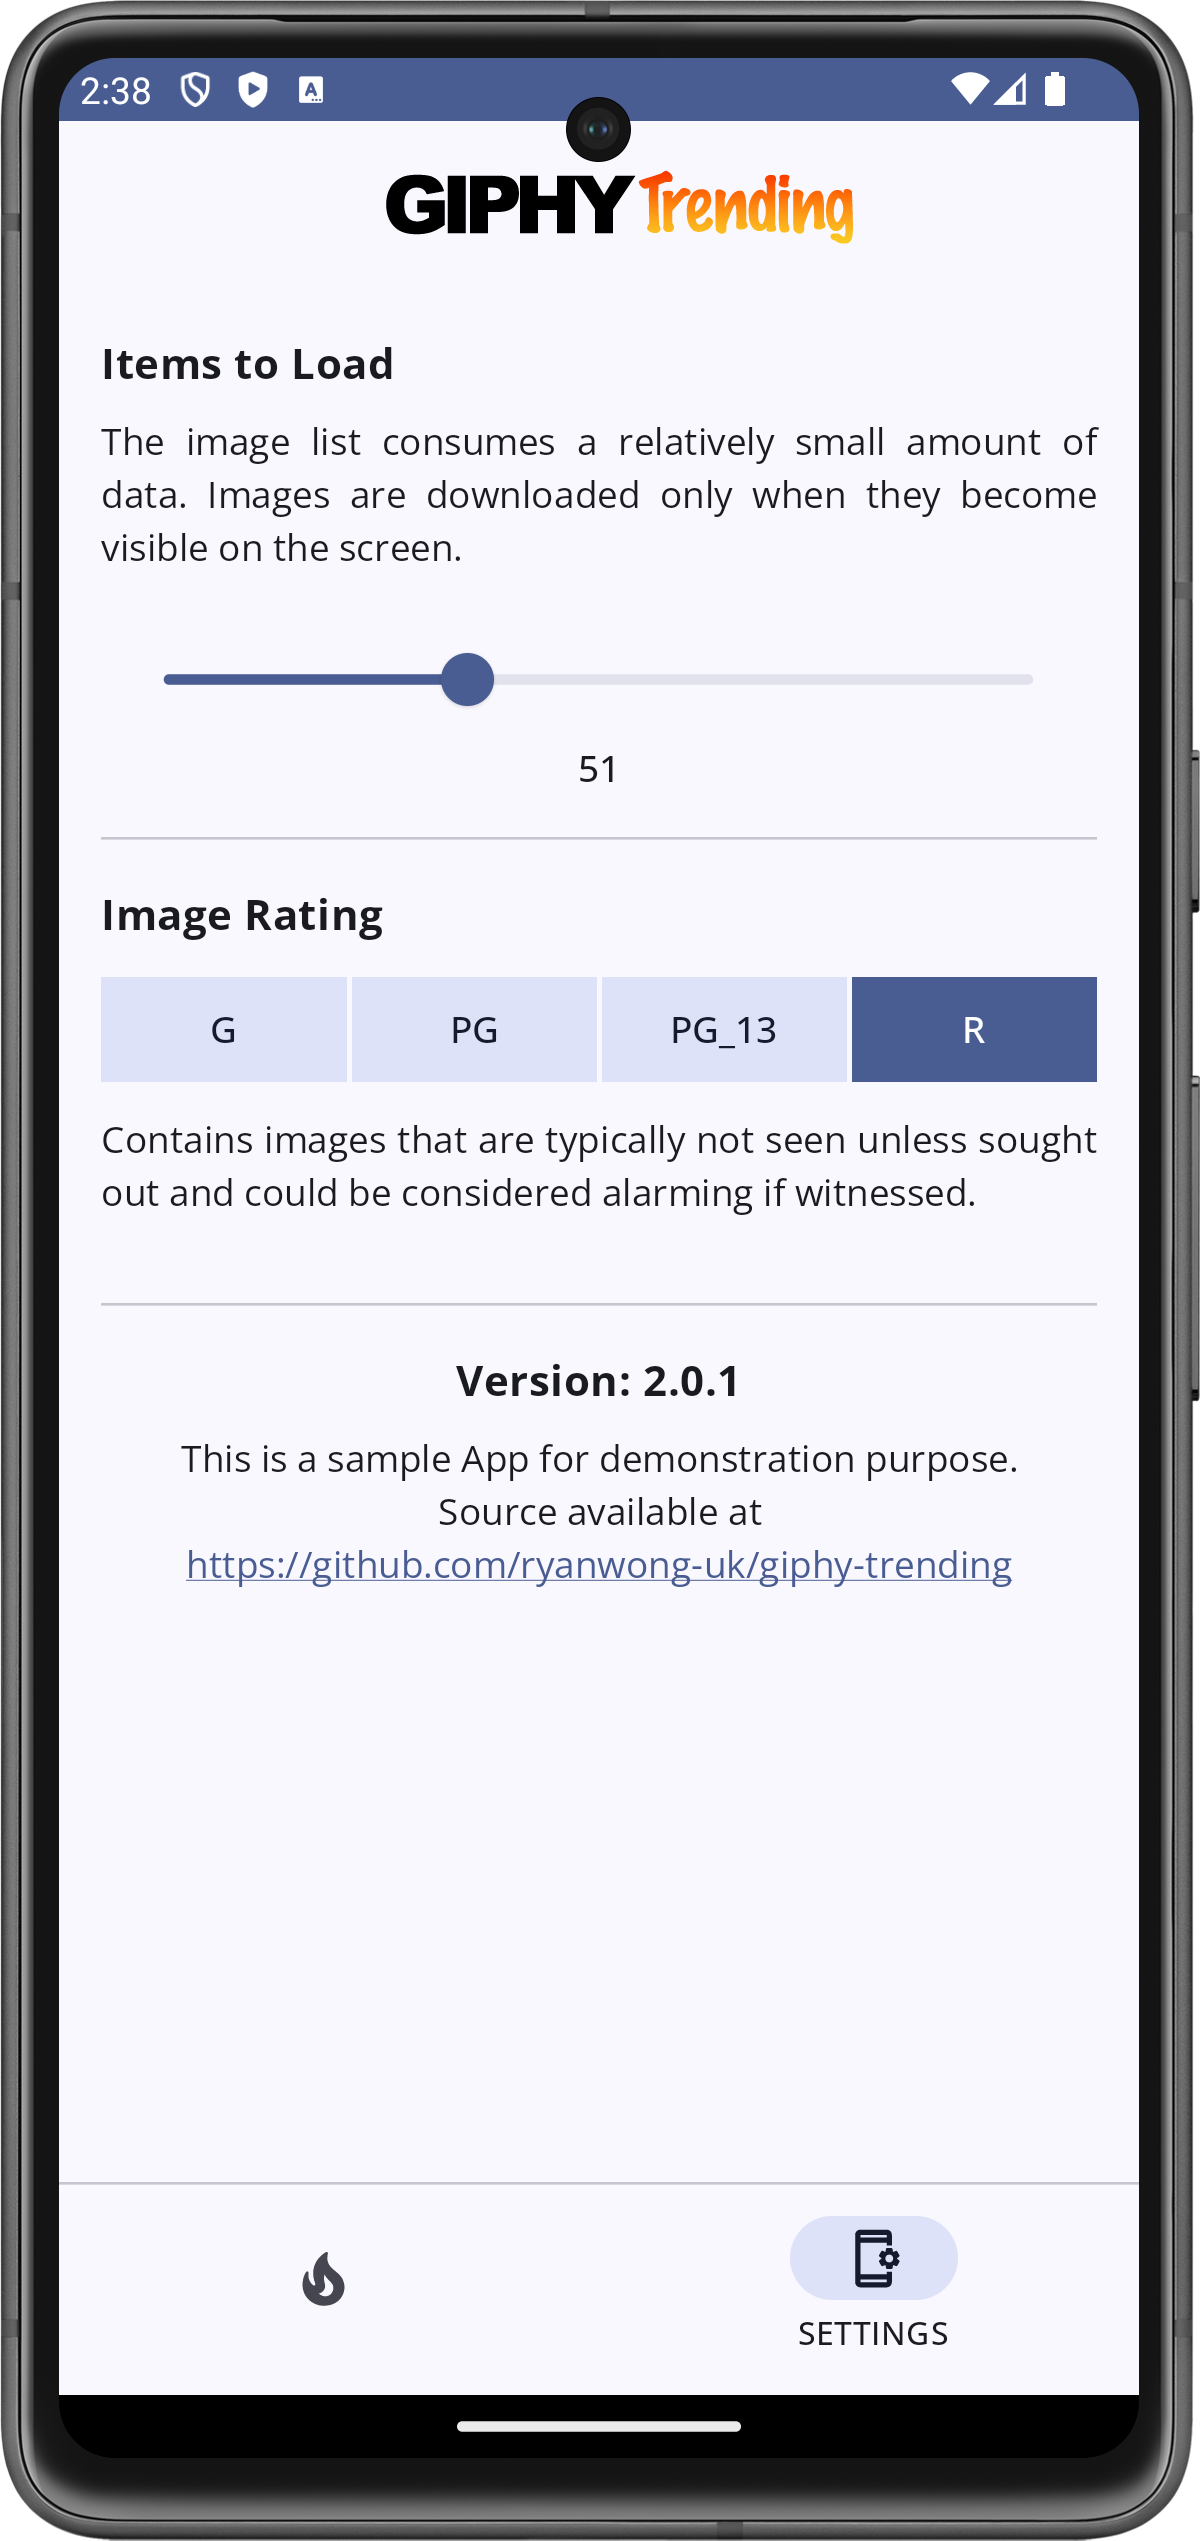 2:38
GIPHY Trending
Items to Load
The image list consumes a relatively small amount of
data. Images are downloaded only when they become
visible on the screen.
51
Image Rating
G PG PG_13 R
Contains images that are typically not seen unless sought
out and could be considered alarming if witnessed.
Version: 2.0.1
This is a sample App for demonstration purpose.
Source available at
https://github.com/ryanwong-uk/giphy-trending
SETTINGS